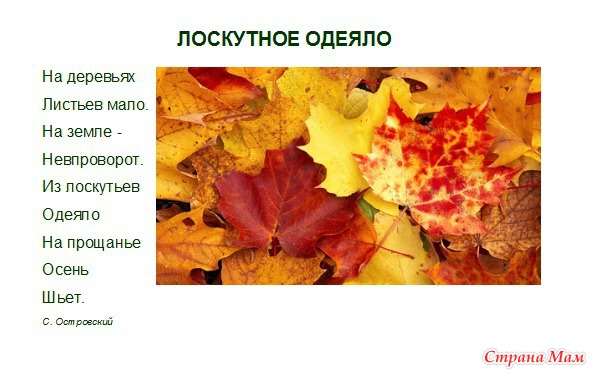 ЛОСКУТНОЕ ОДЕЯЛО
На деревьях
Листьев мало.
На земле -
Невпроворот.
Из лоскутьев
Одеяло
На прощанье
Осень
Шьет.
С. Островский
Страна Мам